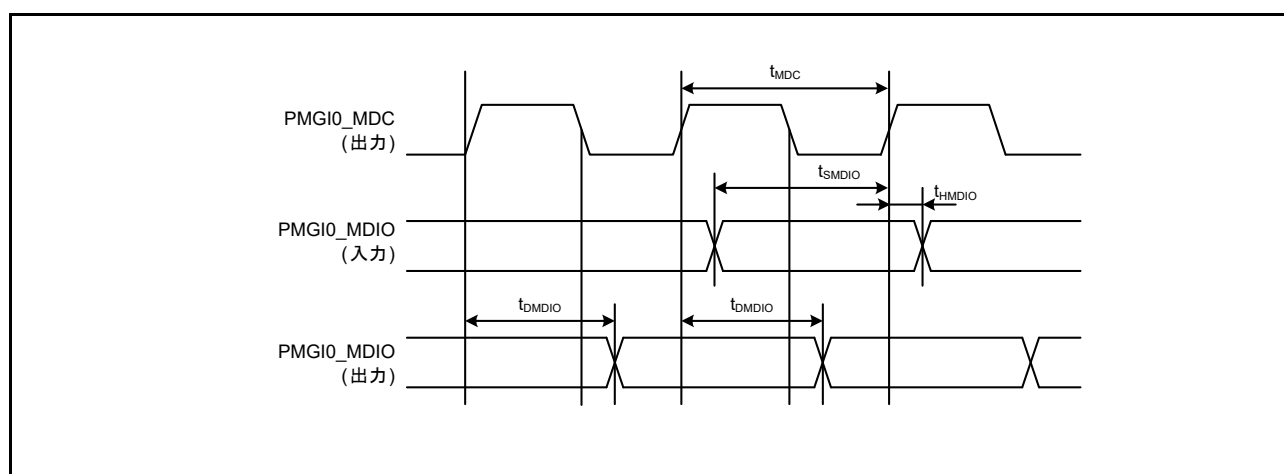 tMDC
PMGI0_MDC
(出力)
tSMDIO
tHMDIO
PMGI0_MDIO
(入力)
tDMDIO tDMDIO
PMGI0_MDIO
(出力)